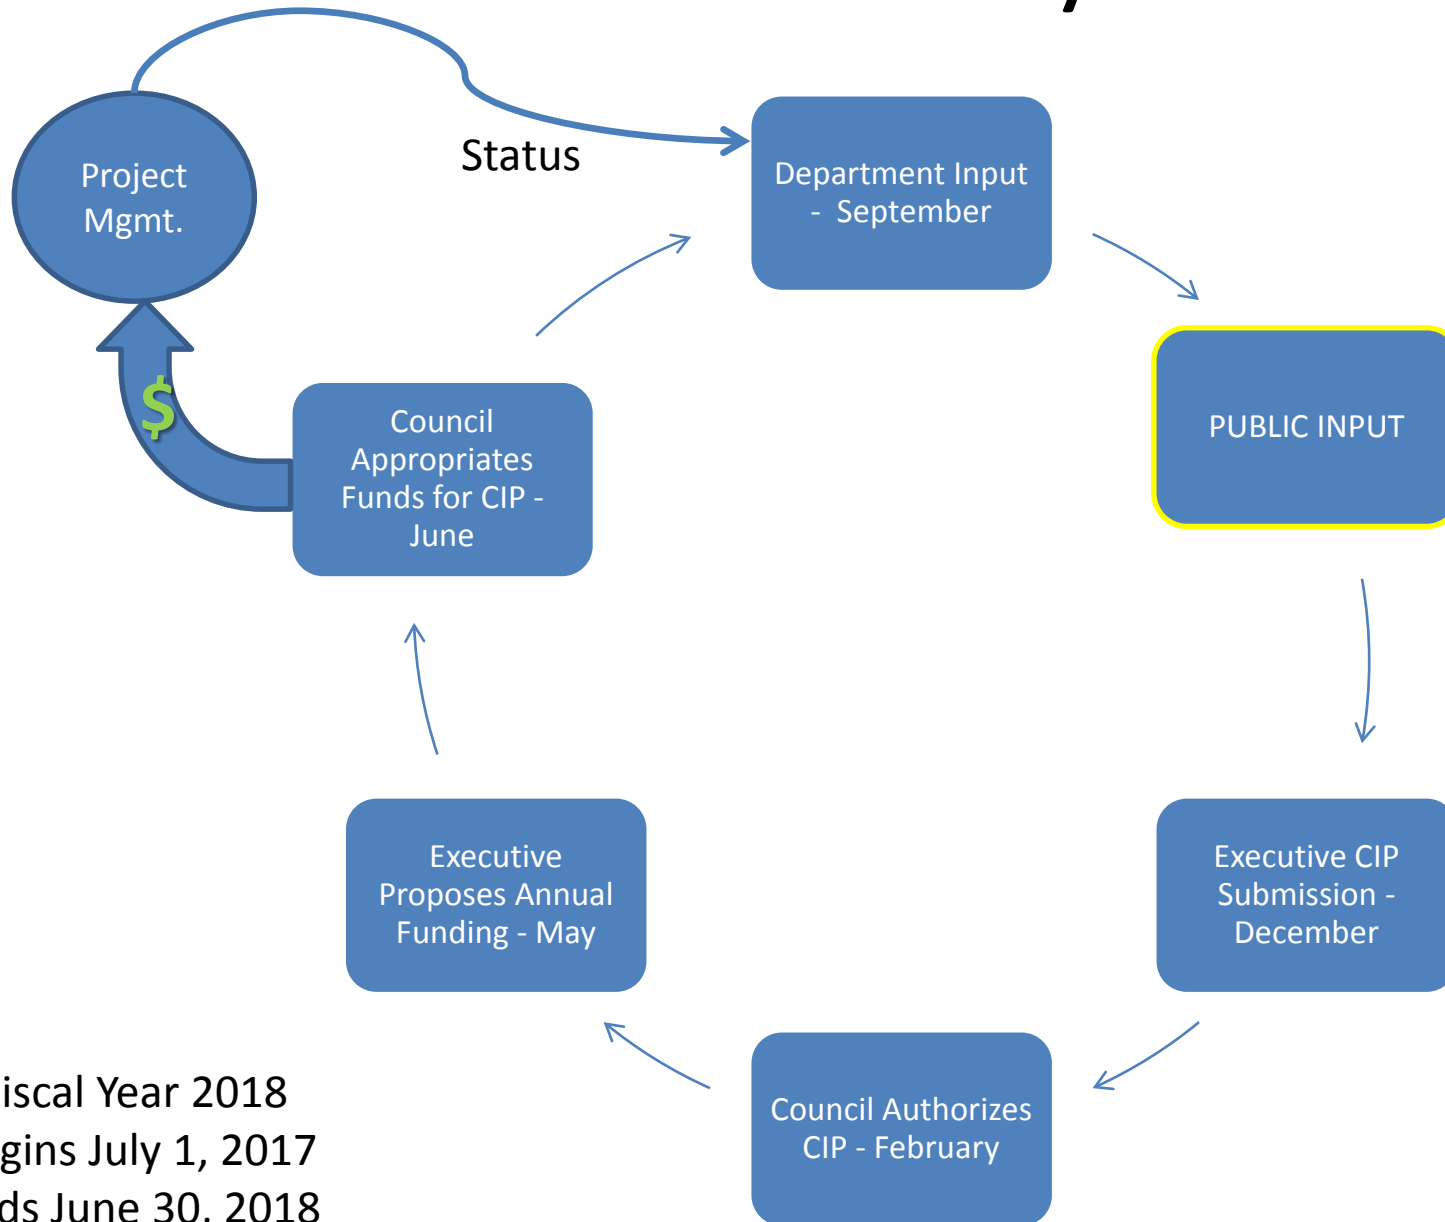 Project
Mgmt.
Status
Department Input
- September
PUBLIC INPUT
$
Council
Appropriates
Funds for CIP -
June
Executive
Proposes Annual
Funding - May
Executive CIP
Submission -
December
Council Authorizes
CIP - February
iscal Year 2018
gins July 1, 2017
ds June 30, 2018